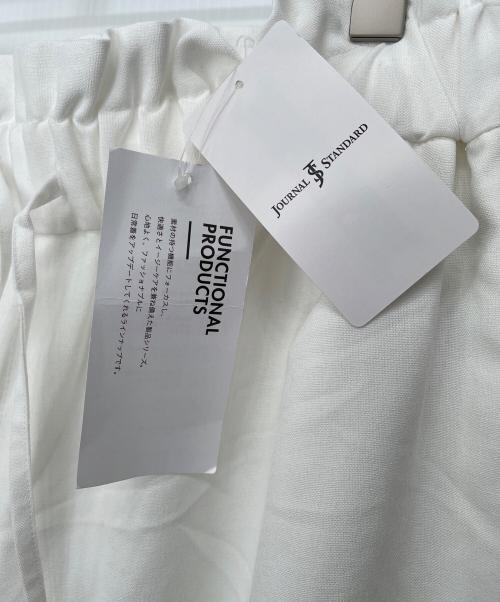 JOURNAL JS STANDARD
FUNCTIONAL
PRODUCTS
素材の持つ機能にフォーカスし、
快適さとイージーケアを兼ね備えた製品シリーズ。
心地よく、ファッショナブルに
日常着をアップデートしてくれるラインナップです。